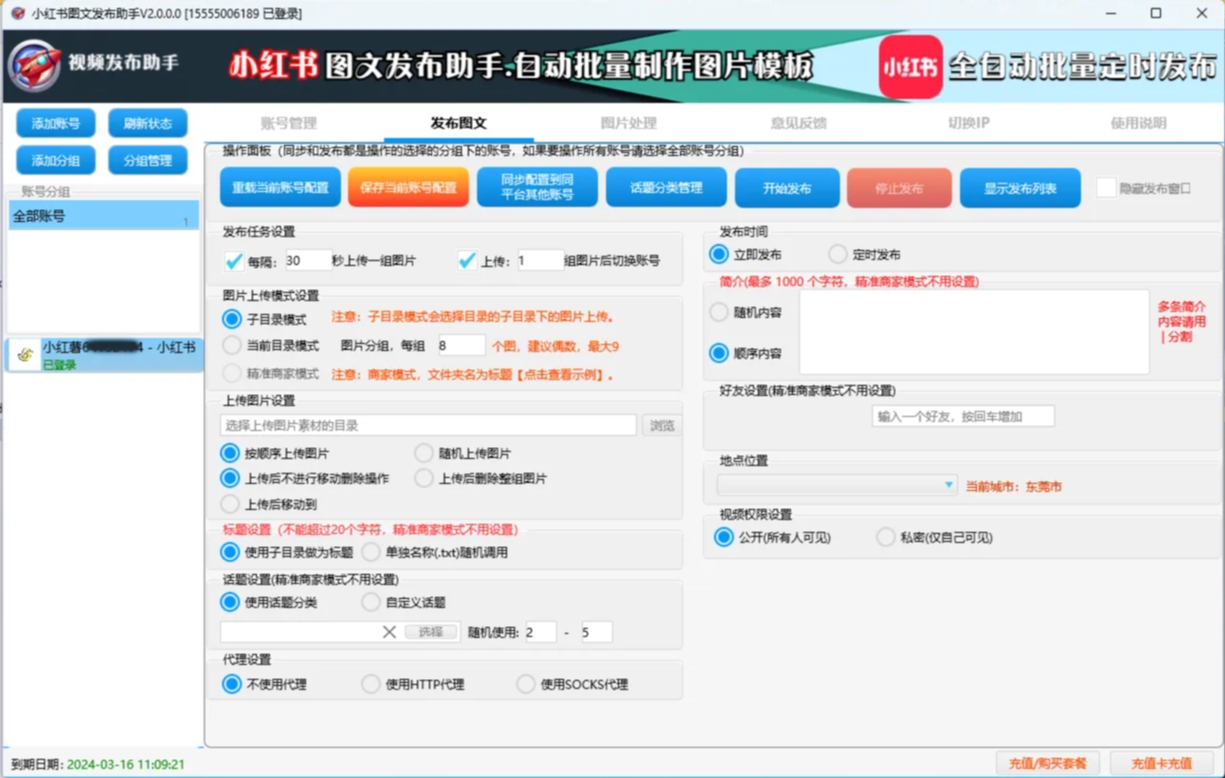 小红书图文发布助手V2.0.0.0 [15555006189 已登录]
视频发布助手
小红书 图文发布助手.自动批量制作图片模板
小红书
全自动批量定时发布
添加账号 刷新状态
添加分组 分组管理
账号分组
全部账号 1
小红薯6 4 - 小红书
已登录
账号管理 发布图文 图片处理 意见反馈 切换IP 使用说明
操作面板（同步和发布都是操作的选择的分组下的账号，如果要操作所有账号请选择全部账号分组）
重载当前账号配置 保存当前账号配置 同步配置到同
平台其他账号 话题分类管理 开始发布 停止发布 显示发布列表 隐藏发布窗口
发布任务设置
每隔: 30 秒上传一组图片 上传: 1 组图片后切换账号
图片上传模式设置
子目录模式 注意：子目录模式会选择目录的子目录下的图片上传。
当前目录模式 图片分组，每组 8 个图，建议偶数，最大9
精准商家模式 注意：商家模式，文件夹名为标题【点击查看示例】。
上传图片设置
选择上传图片素材的目录 浏览
按顺序上传图片 随机上传图片
上传后不进行移动删除操作 上传后删除整组图片
上传后移动到
标题设置（不能超过20个字符，精准商家模式不用设置）
使用子目录做为标题 单独名称(.txt)随机调用
话题设置(精准商家模式不用设置)
使用话题分类 自定义话题
选择 随机使用: 2 - 5
代理设置
不使用代理 使用HTTP代理 使用SOCKS代理
发布时间
立即发布 定时发布
简介(最多 1000 个字符，精准商家模式不用设置)
随机内容
顺序内容
多条简介
内容请用
| 分割
好友设置(精准商家模式不用设置)
输入一个好友，按回车增加
地点位置
当前城市：东莞市
视频权限设置
公开(所有人可见) 私密(仅自己可见)
到期日期: 2024-03-16 11:09:21
充值/购买套餐 充值卡充值